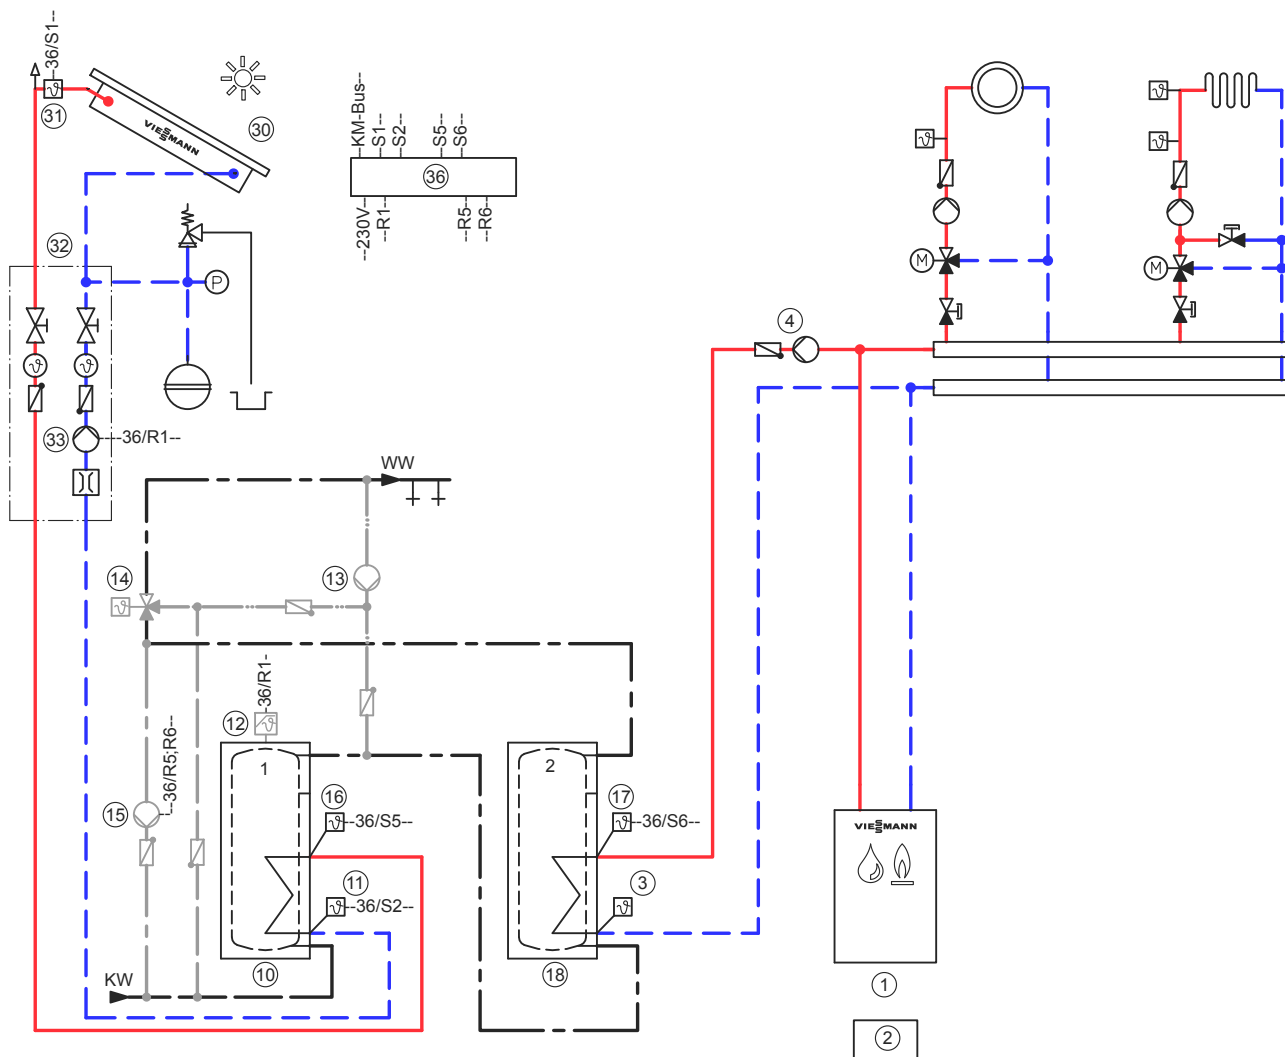 --36/S1--
31
VIESSMANN
30
--KM-Bus--
--S1--
--S2--
--S5--
--S6--
36
--230V--
--R1--
--R5--
--R6--
32
P
33
---36/R1--
M
M
4
WW
14
13
12
--36/R1-
1
2
15
--36/R5;R6--
16
--36/S5--
17
--36/S6--
11
--36/S2--
3
VIESSMANN
KW
10
18
1
2